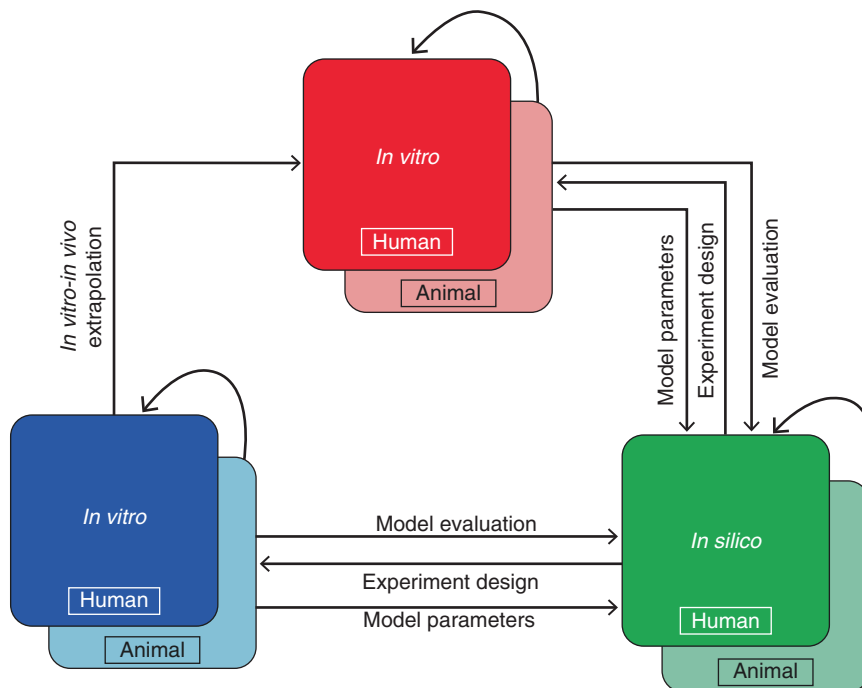 In vitro
Human
Animal
In vitro-in vivo
extrapolation
Model parameters
Experiment design
Model evaluation
In vitro
Human
Animal
Model evaluation
Experiment design
Model parameters
In silico
Human
Animal